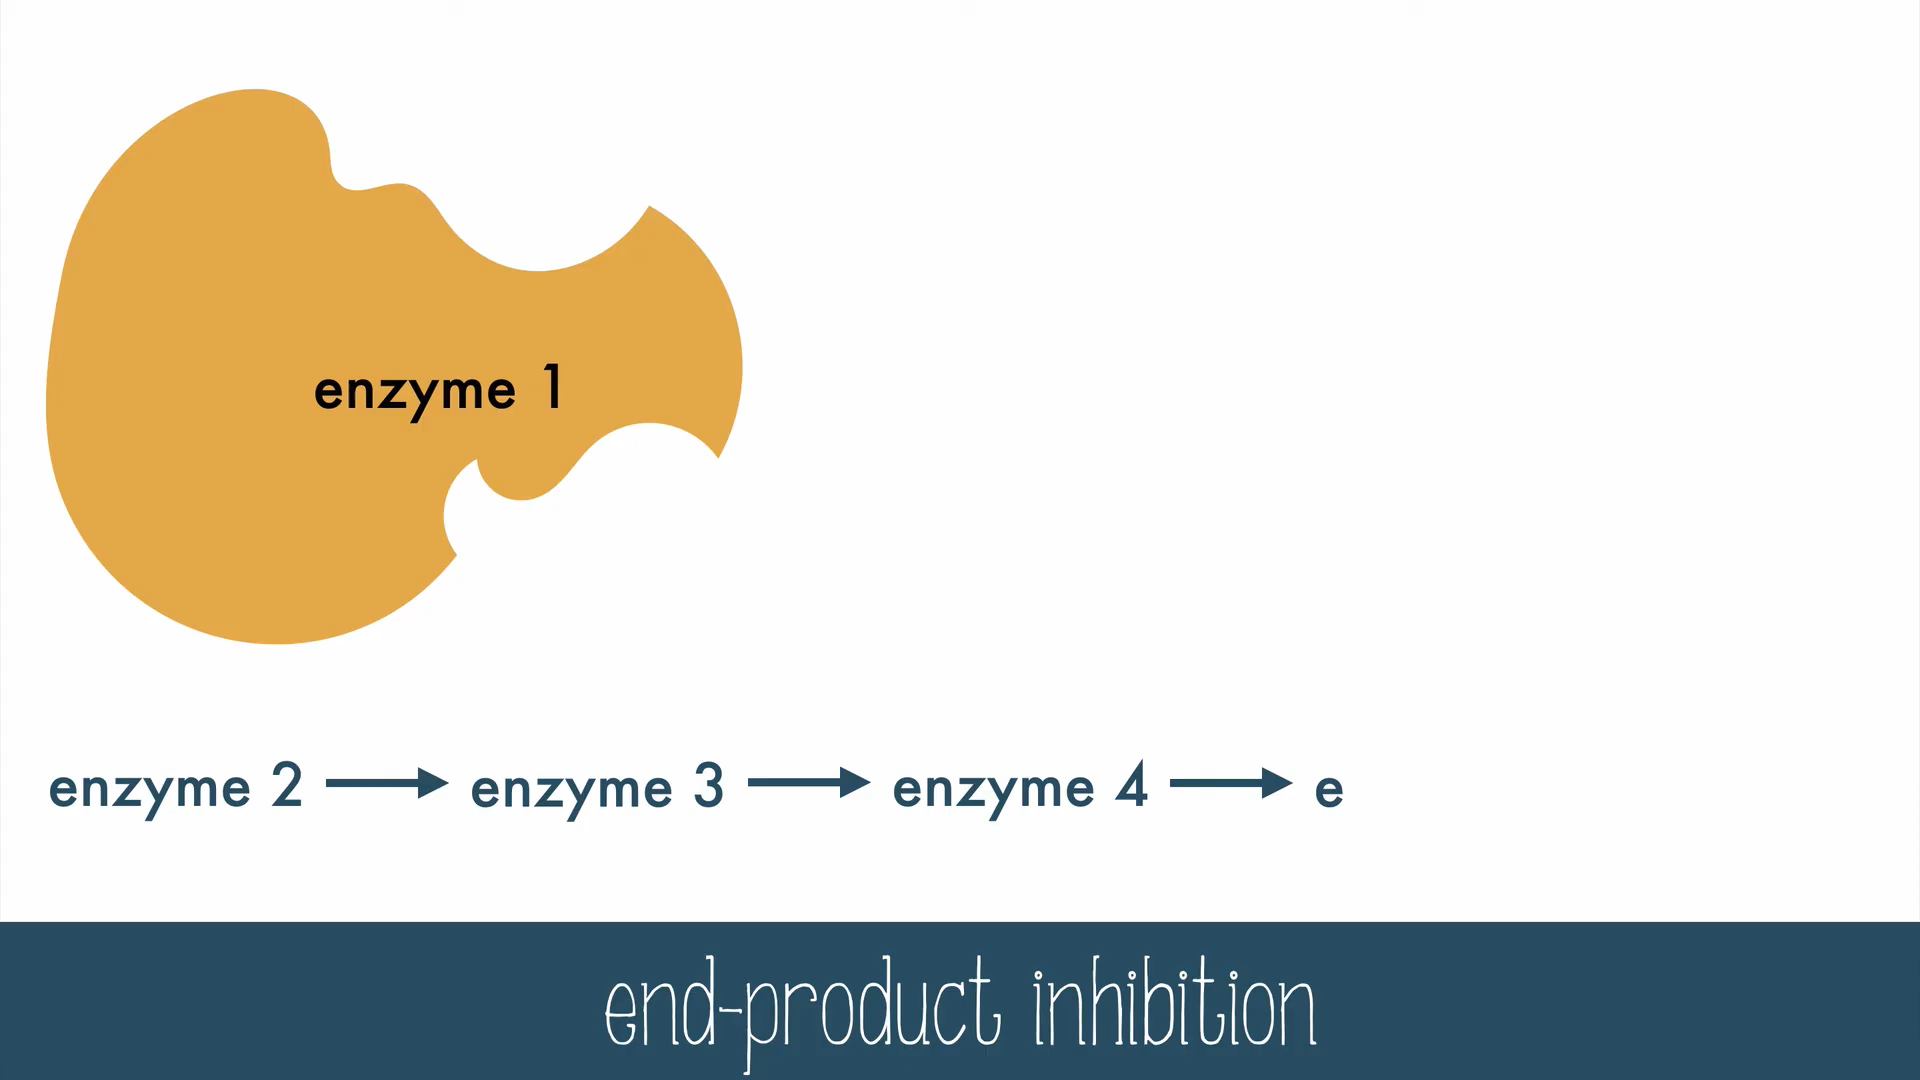 enzyme 1
enzyme 2 → enzyme 3 → enzyme 4 → e
end-product inhibition